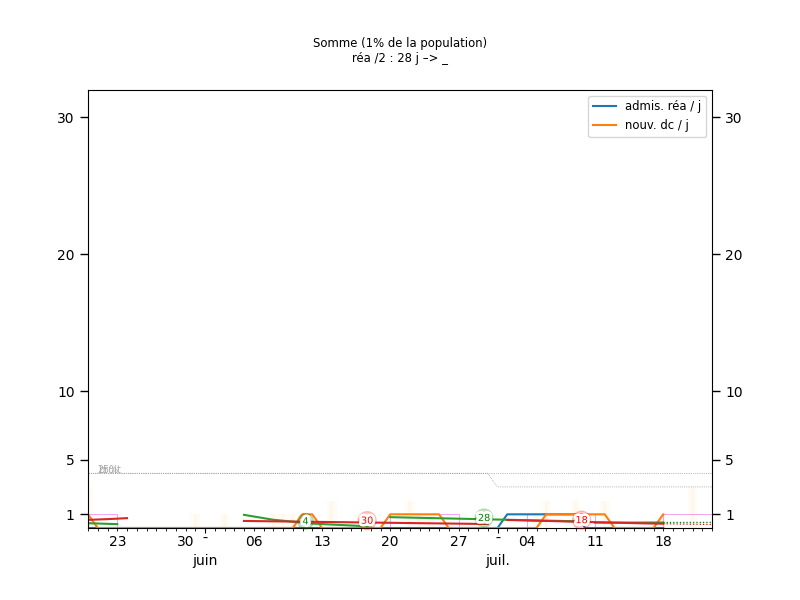 Somme (1% de la population)
réa /2 : 28 j –> _
admis. réa / j
nouv. dc / j
30 30
20 20
10 10
5 5
1 1
4 30 28 18
23 30 - 06 13 20 27 - 04 11 18
juin juil.